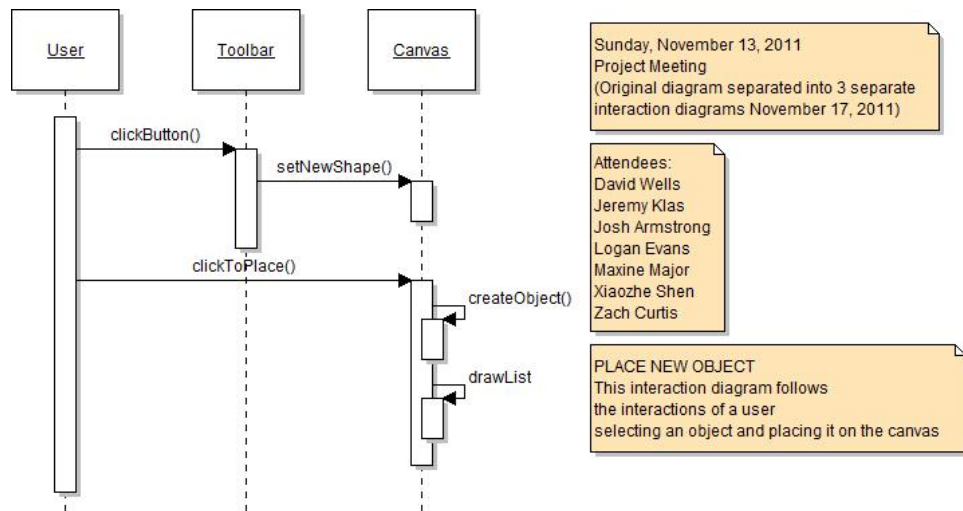 User
Toolbar
Canvas
clickButton()
setNewShape()
clickToPlace()
createObject()
drawList
Sunday, November 13, 2011
Project Meeting
(Original diagram separated into 3 separate
interaction diagrams November 17, 2011)
Attendees:
David Wells
Jeremy Klas
Josh Armstrong
Logan Evans
Maxine Major
Xiaozhe Shen
Zach Curtis
PLACE NEW OBJECT
This interaction diagram follows
the interactions of a user
selecting an object and placing it on the canvas